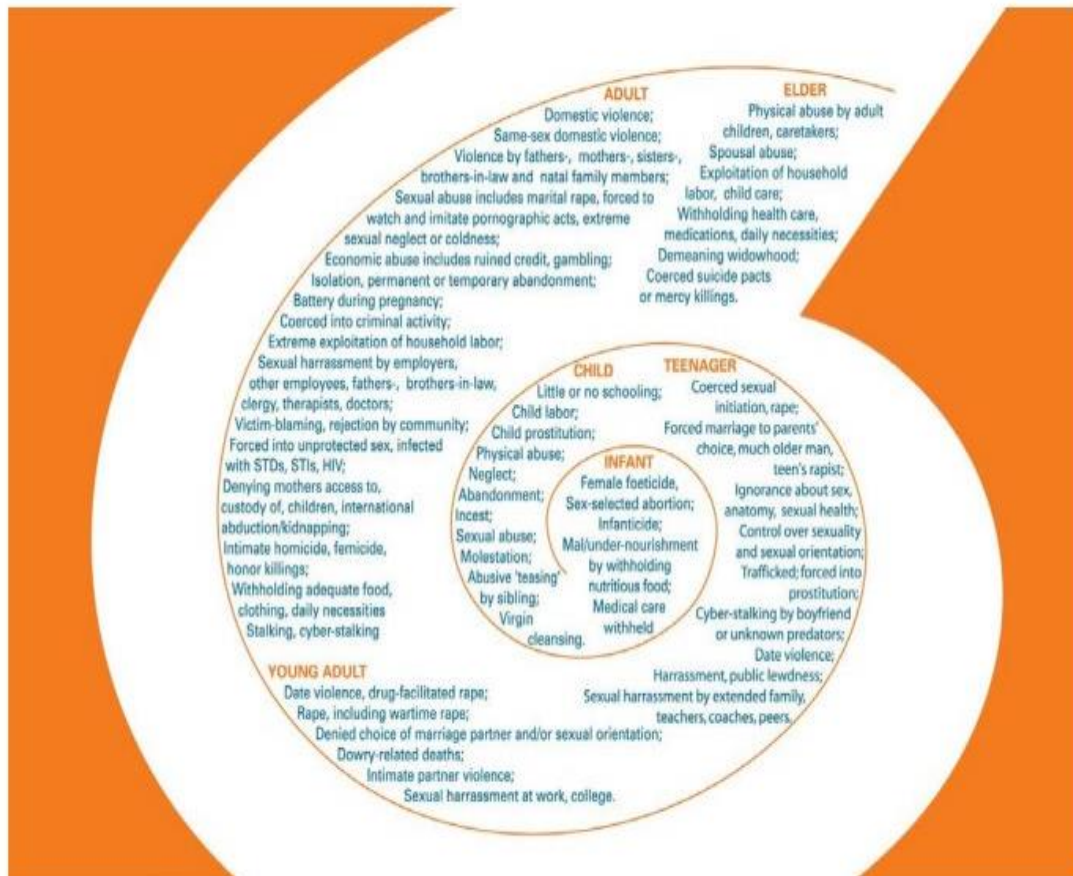 ADULT
Domestic violence;
Same-sex domestic violence;
Violence by fathers-, mothers-, sisters-,
brothers-in-law and natal family members;
Sexual abuse includes marital rape, forced to
watch and imitate pornographic acts, extreme
sexual neglect or coldness;
Economic abuse includes ruined credit, gambling;
Isolation, permanent or temporary abandonment;
Battery during pregnancy;
Coerced into criminal activity;
Extreme exploitation of household labor;
Sexual harrassment by employers,
other employees, fathers-, brothers-in-law,
clergy, therapists, doctors;
Victim-blaming, rejection by community;
Forced into unprotected sex, infected
with STDs, STIs, HIV;
Denying mothers access to,
custody of, children, international
abduction/kidnapping;
Intimate homicide, femicide,
honor killings;
Withholding adequate food,
clothing, daily necessities
Stalking, cyber-stalking
ELDER
Physical abuse by adult
children, caretakers;
Spousal abuse;
Exploitation of household
labor, child care;
Withholding health care,
medications, daily necessities;
Demeaning widowhood;
Coerced suicide pacts
or mercy killings.
CHILD
Little or no schooling;
Child labor;
Child prostitution;
Physical abuse;
Neglect;
Abandonment;
Incest;
Sexual abuse;
Molestation;
Abusive 'teasing'
by sibling;
Virgin
cleansing.
INFANT
Female foeticide,
Sex-selected abortion;
Infanticide;
Mal/under-nourishment
by withholding
nutritious food;
Medical care
withheld
TEENAGER
Coerced sexual
initiation, rape;
Forced marriage to parents'
choice, much older man,
teen's rapist;
Ignorance about sex,
anatomy, sexual health;
Control over sexuality
and sexual orientation;
Trafficked; forced into
prostitution;
Cyber-stalking by boyfriend
or unknown predators;
Date violence;
Harrassment, public lewdness;
Sexual harrassment by extended family,
teachers, coaches, peers.
YOUNG ADULT
Date violence, drug-facilitated rape;
Rape, including wartime rape;
Denied choice of marriage partner and/or sexual orientation;
Dowry-related deaths;
Intimate partner violence;
Sexual harrassment at work, college.